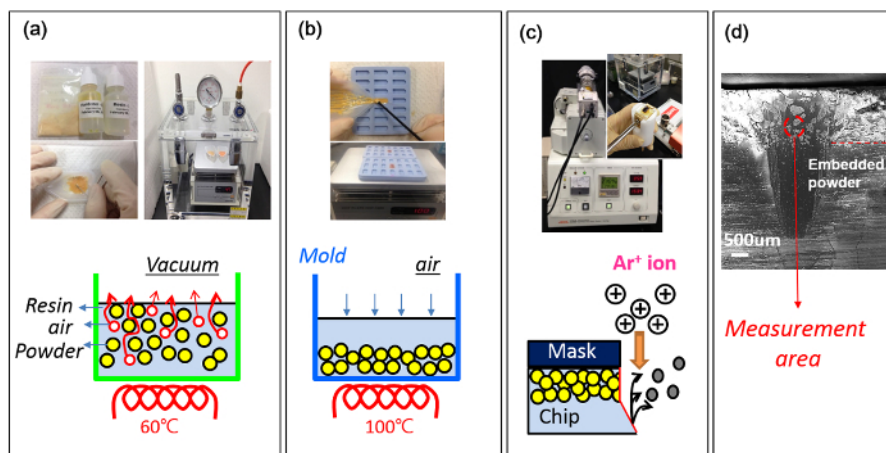 (a)
Vacuum
Resin
air
Powder
60℃
(b)
Mold
air
100℃
(c)
Ar⁺ ion
Mask
Chip
(d)
Embedded
powder
500um
Measurement
area